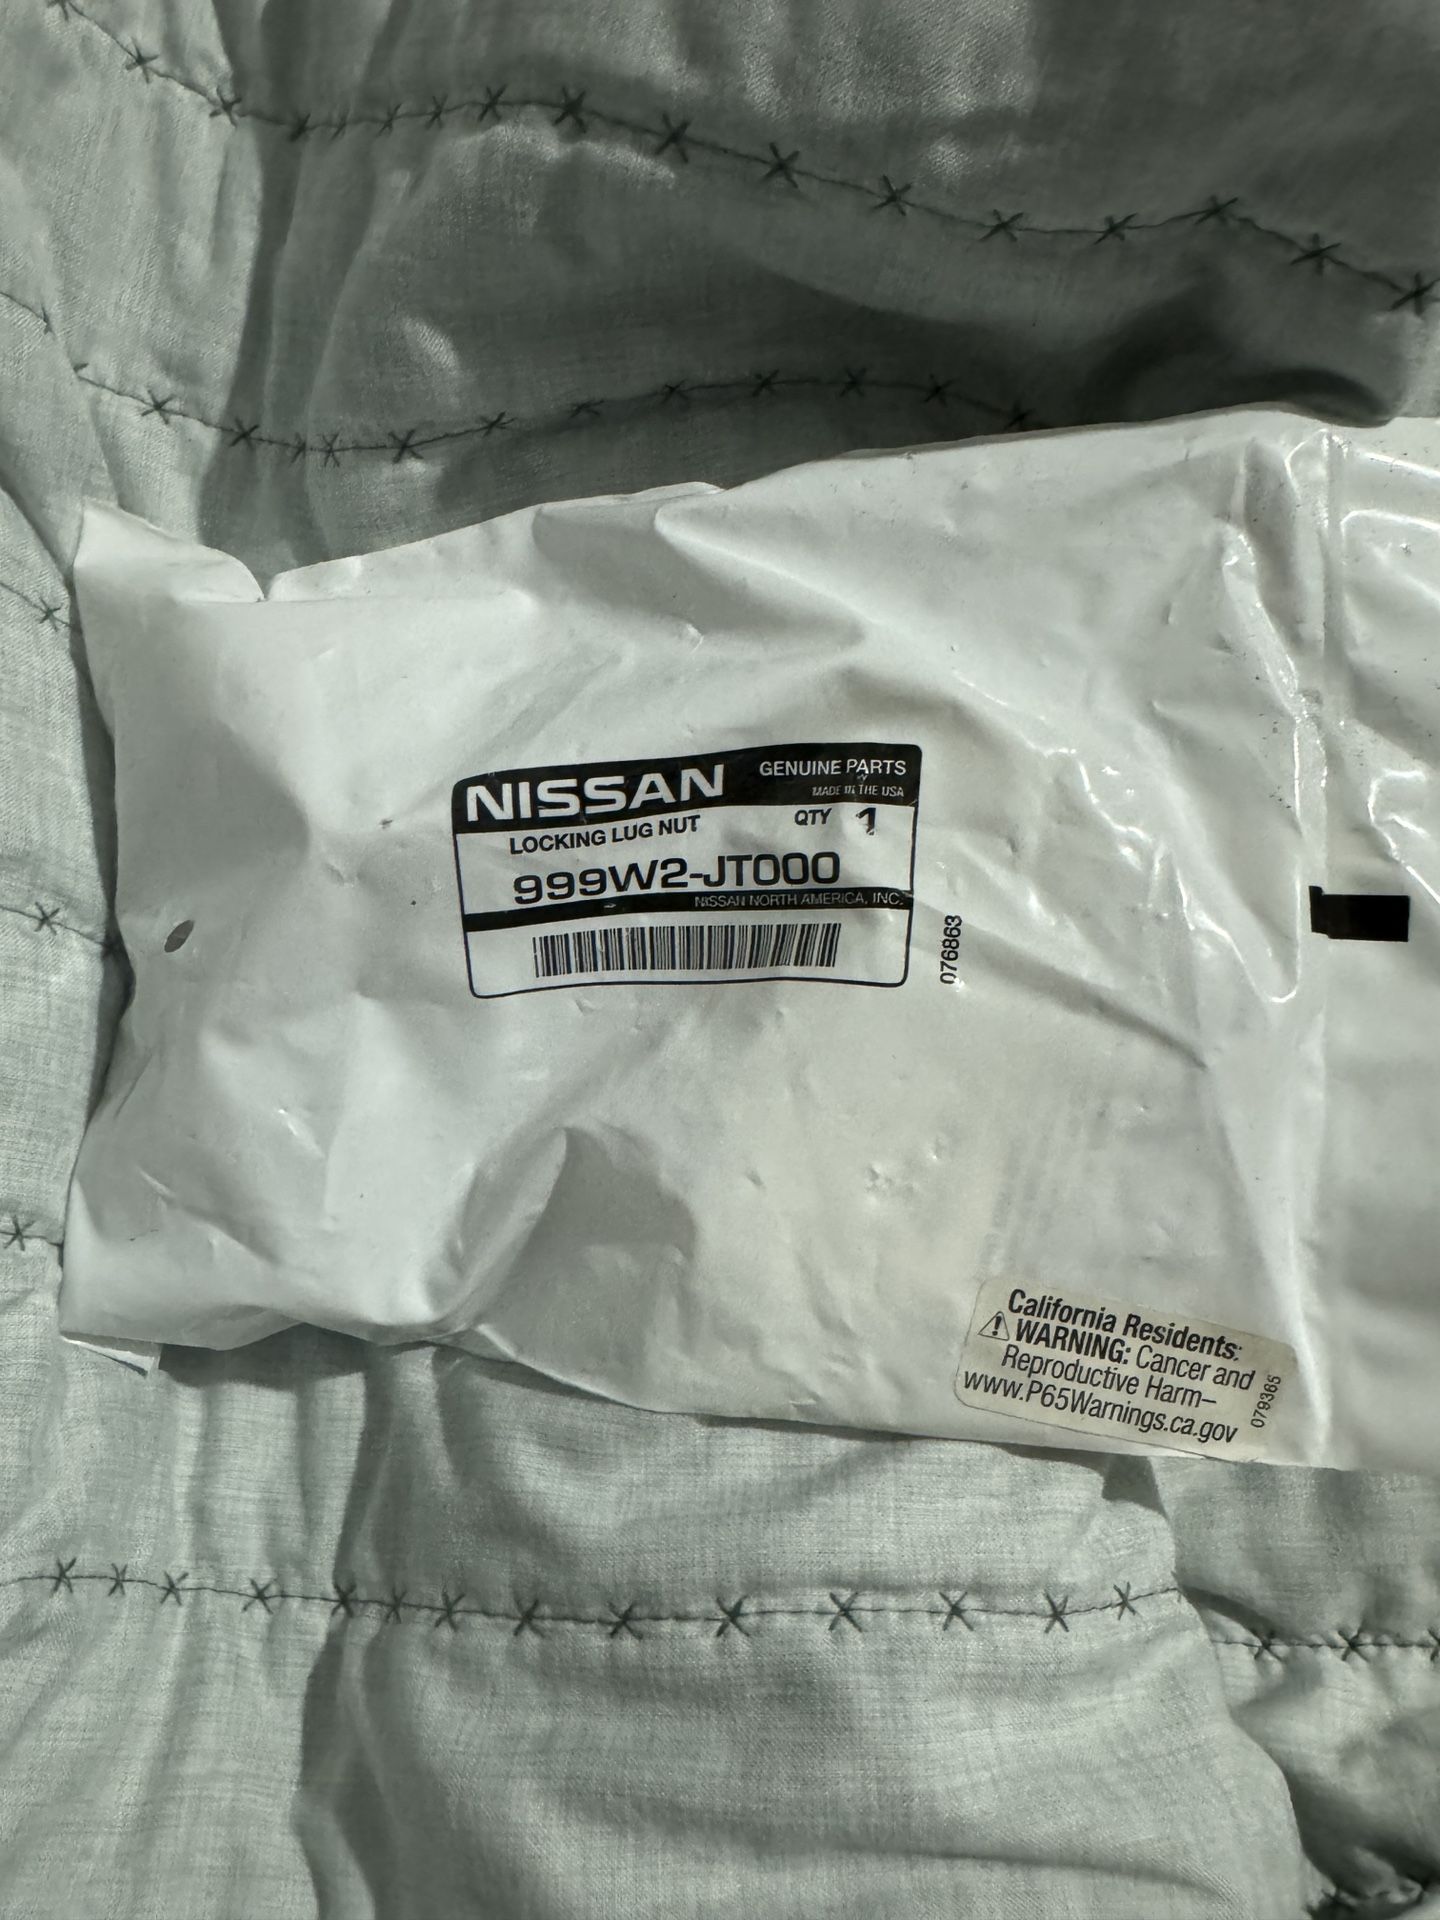 NISSAN
GENUINE PARTS
MADE IN THE USA
LOCKING LUG NUT
QTY 1
999W2-JT000
NISSAN NORTH AMERICA, INC.
076863
California Residents:
WARNING: Cancer and
Reproductive Harm–
www.P65Warnings.ca.gov
079365